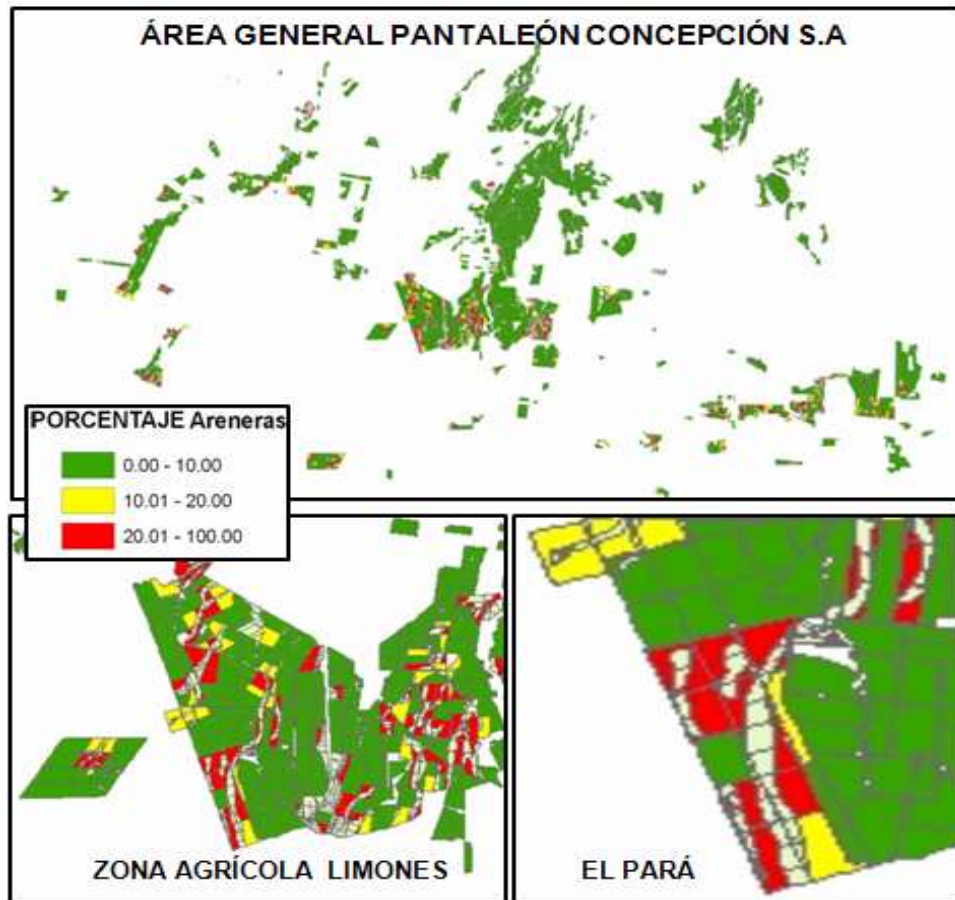 ÁREA GENERAL PANTALEÓN CONCEPCIÓN S.A
PORCENTAJE Areneras
0.00 - 10.00
10.01 - 20.00
20.01 - 100.00
ZONA AGRÍCOLA LIMONES
EL PARÁ